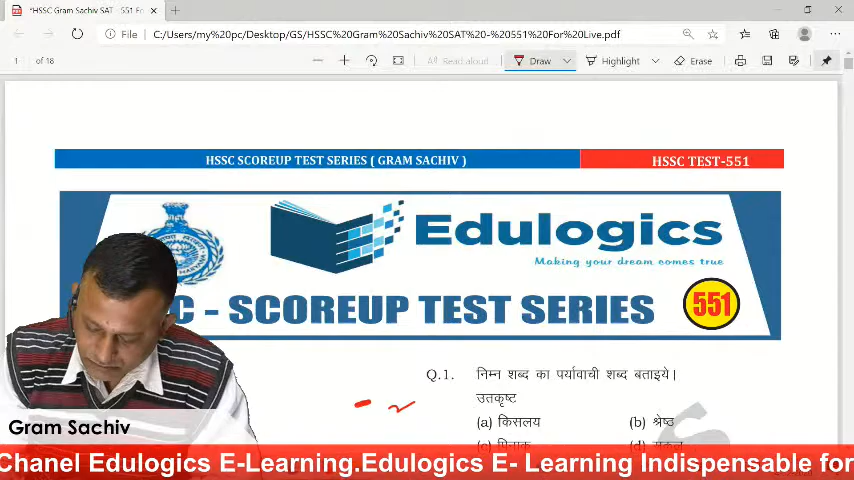 *HSSC Gram Sachiv SAT - 551 Fo
File
C:/Users/my%20pc/Desktop/GS/HSSC%20Gram%20Sachiv%20SAT%20-%20551%20For%20Live.pdf
1 of 18
Read aloud
Draw
Highlight
Erase
HSSC SCOREUP TEST SERIES ( GRAM SACHIV )
HSSC TEST-551
Edulogics
Making your dream comes true
C - SCOREUP TEST SERIES
551
Q.1. निम्न शब्द का पर्यावाची शब्द बताइये।
उतकृष्ट
(a) किसलय (b) श्रेष्ठ
(c) पिनाक (d)
Gram Sachiv
Chanel Edulogics E-Learning.Edulogics E- Learning Indispensable for